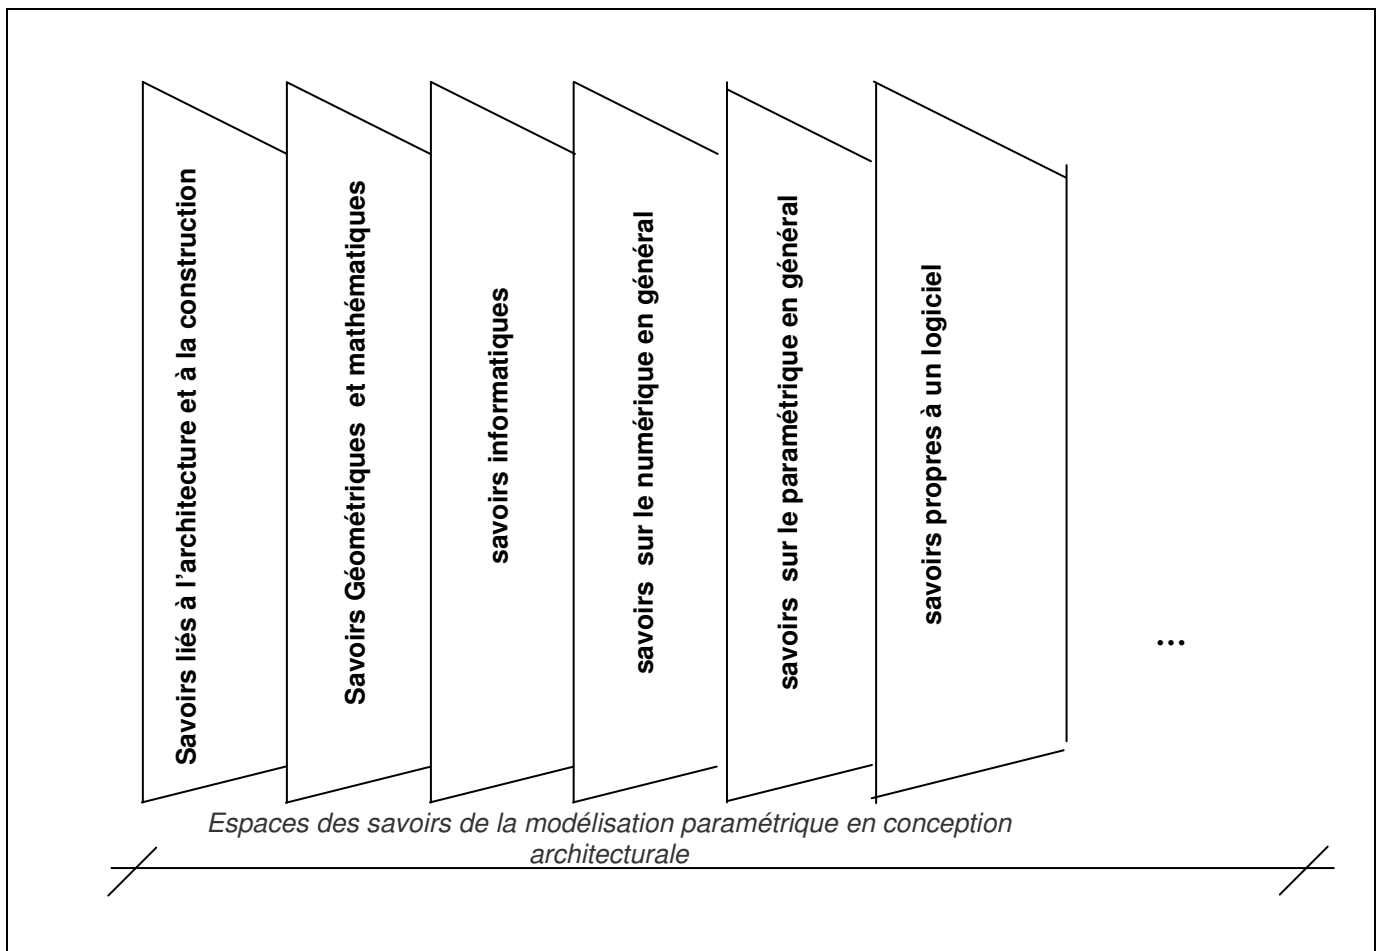 Savoirs liés à l'architecture et à la construction
Savoirs Géométriques et mathématiques
savoirs informatiques
savoirs sur le numérique en général
savoirs sur le paramétrique en général
savoirs propres à un logiciel
...
Espaces des savoirs de la modélisation paramétrique en conception
architecturale